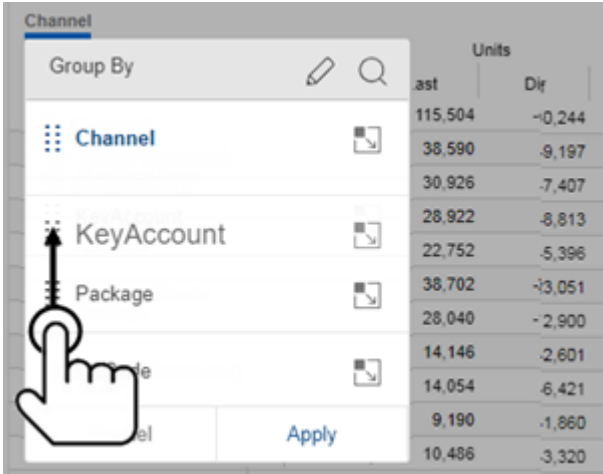 Channel
Group By
Units
ast
Channel
115,504
0,244
38,590
-9,197
30,926
-7,407
KeyAccount
28,922
-8,813
22,752
-5,396
Package
38,702
3,051
28,040
2,900
14,146
-2,601
14,054
-6,421
Apply
9,190
-1,860
10,486
-3,320